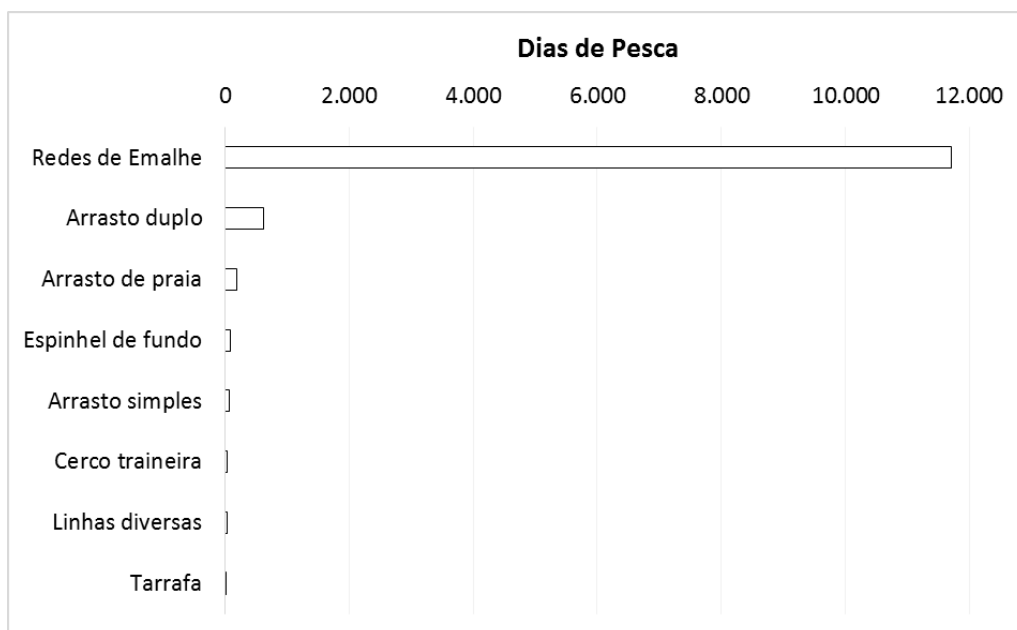 Dias de Pesca
0 2.000 4.000 6.000 8.000 10.000 12.000
Redes de Emalhe
Arrasto duplo
Arrasto de praia
Espinhel de fundo
Arrasto simples
Cerco traineira
Linhas diversas
Tarrafa